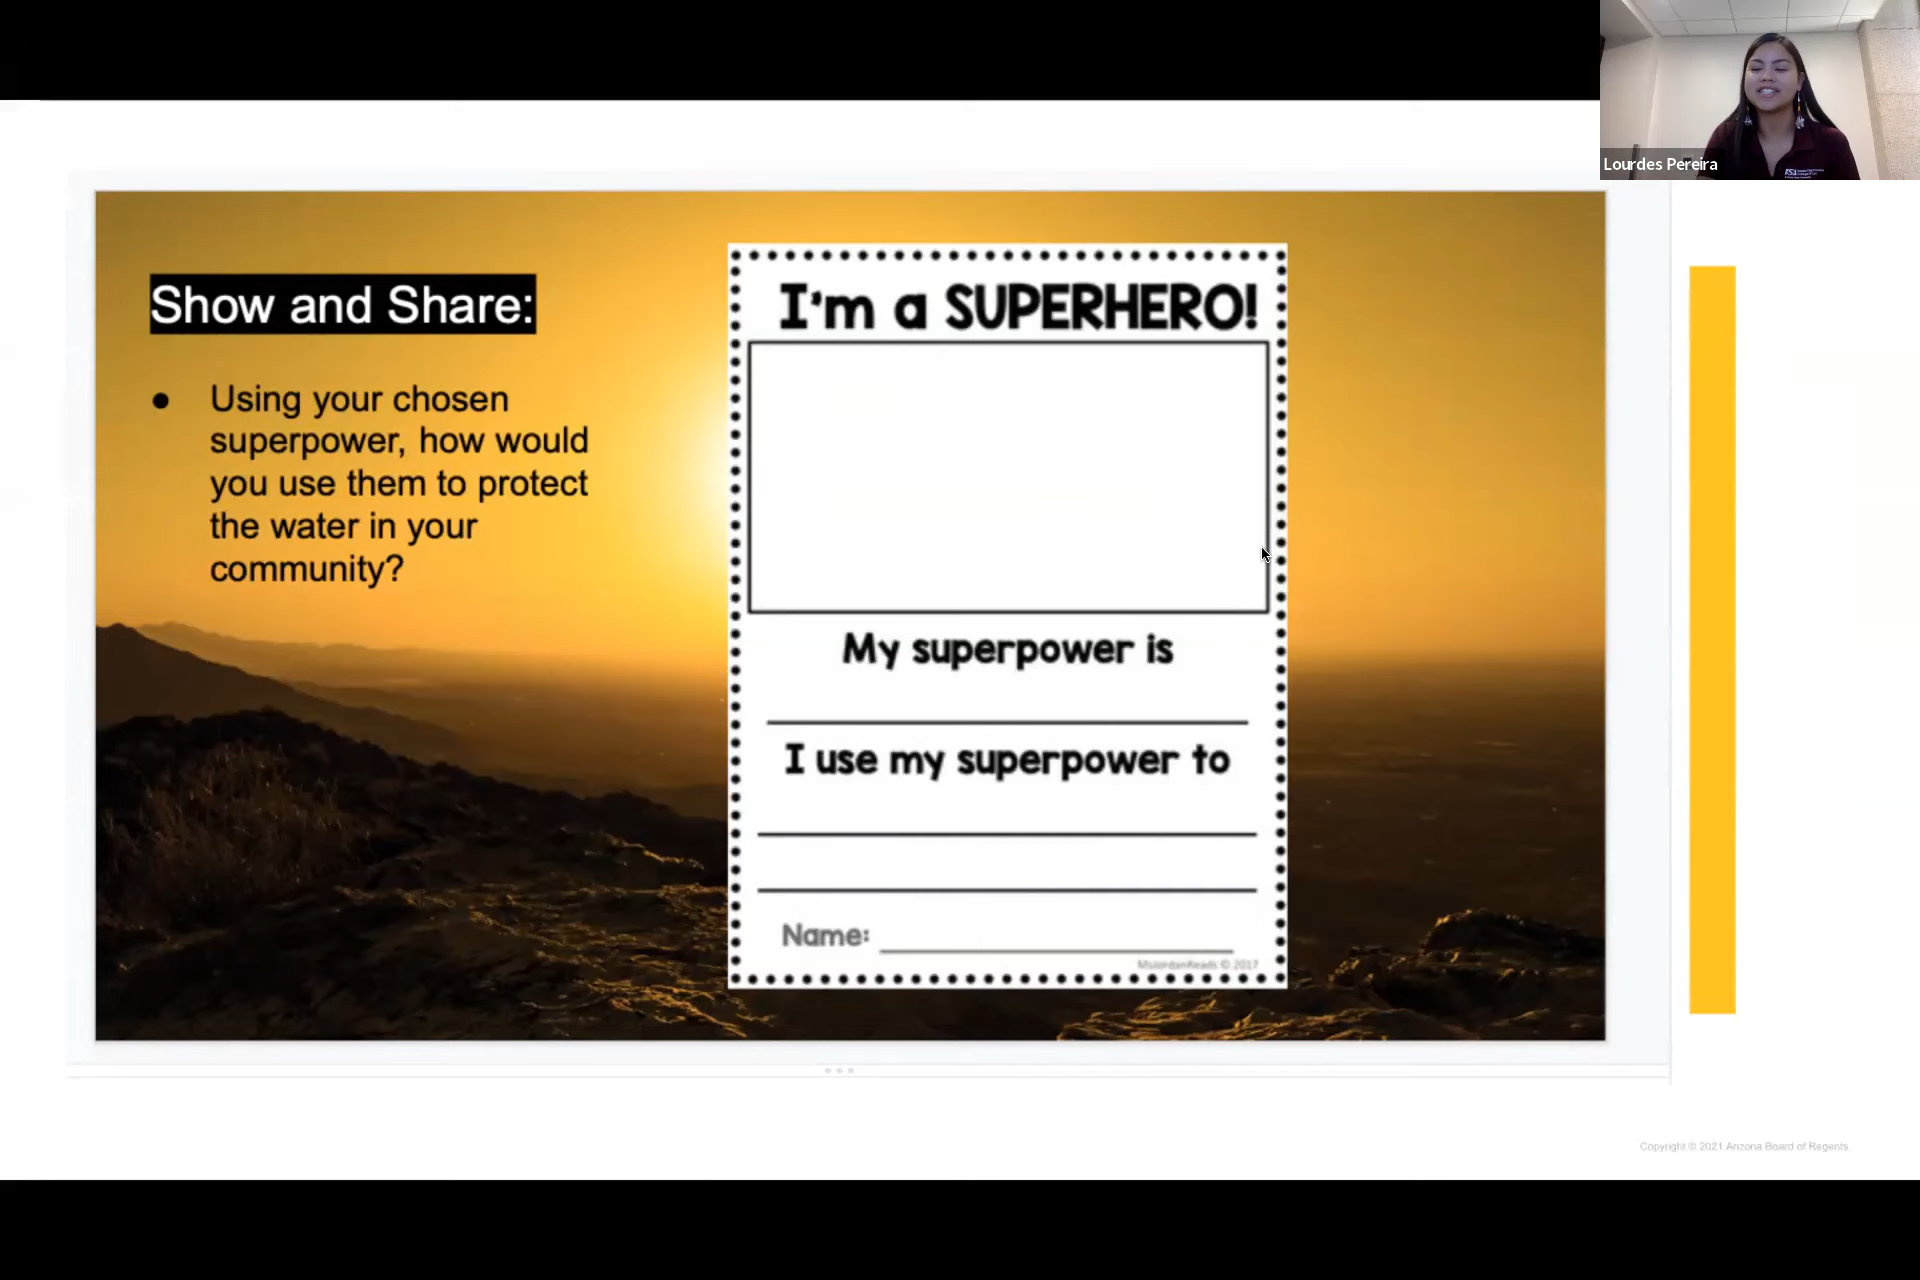 Lourdes Pereira
Show and Share:
● Using your chosen
superpower, how would
you use them to protect
the water in your
community?
I'm a SUPERHERO!
My superpower is
I use my superpower to
Name:
MsJordanReads © 2017
Copyright © 2021 Arizona Board of Regents